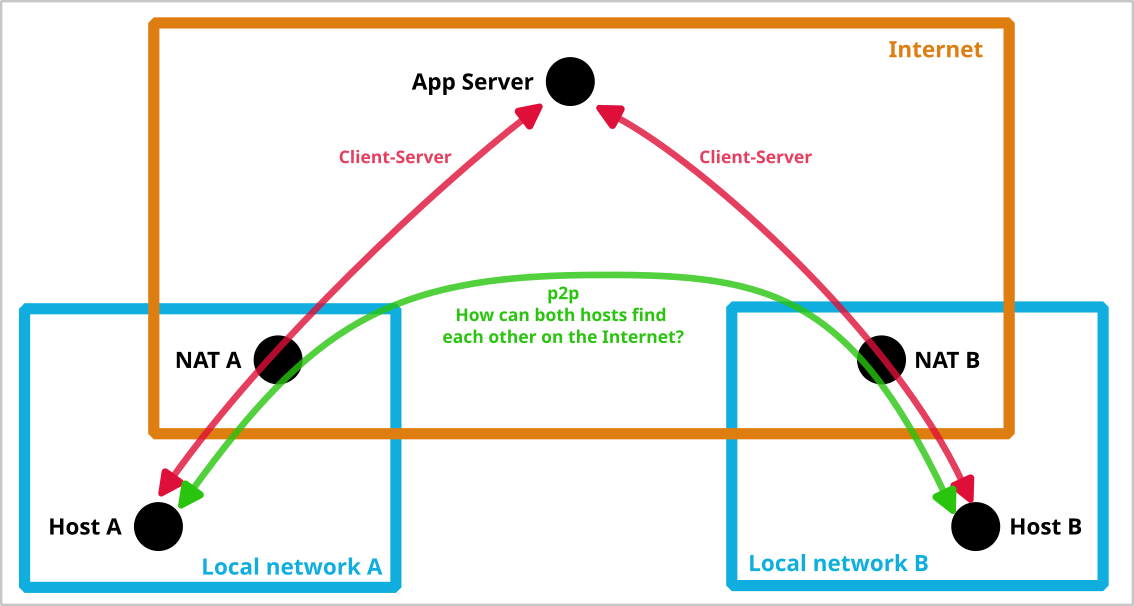 Internet
App Server
Client-Server
Client-Server
p2p
How can both hosts find
each other on the Internet?
NAT A
NAT B
Host A
Host B
Local network A
Local network B